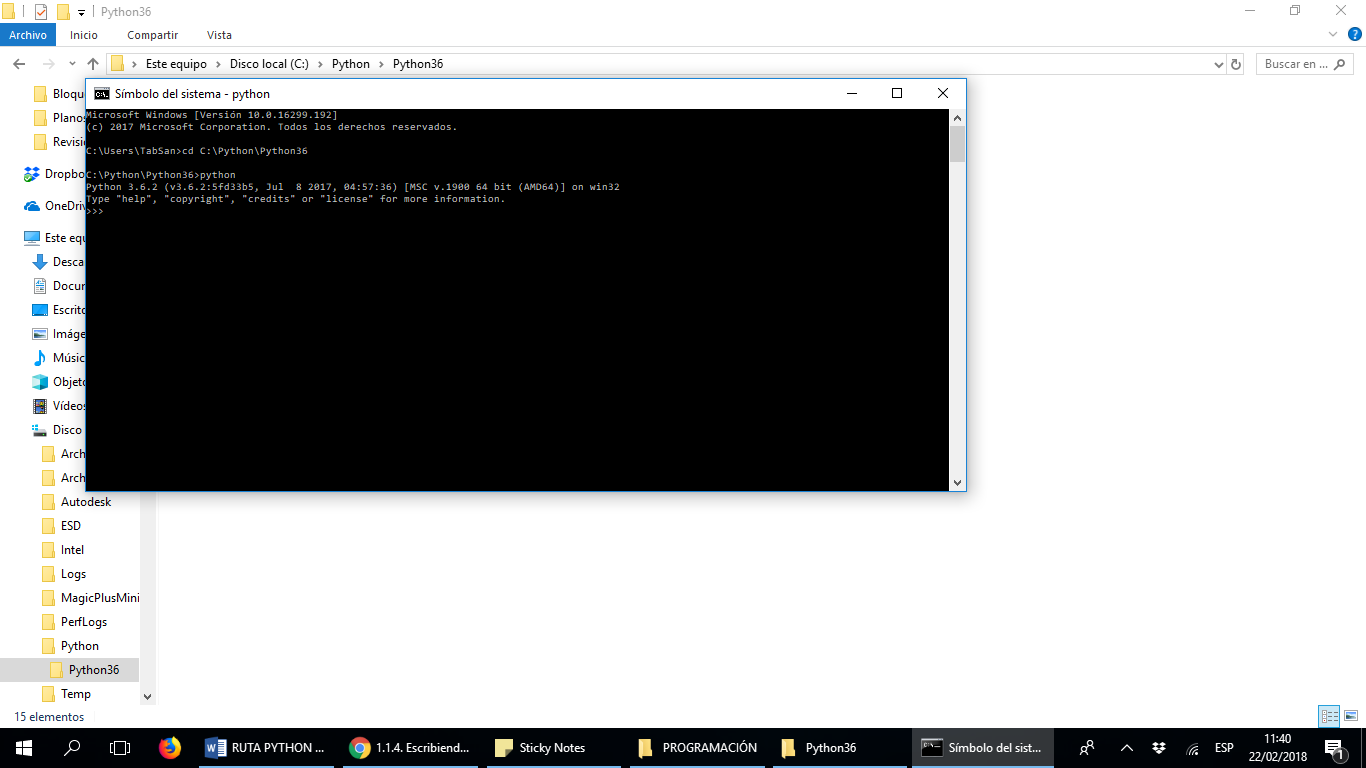 Python36
Archivo Inicio Compartir Vista
Este equipo Disco local (C:) Python Python36
Buscar en ...
Bloqu
Planos
Revisi
Dropbo
OneDriv
Este equ
Desca
Docur
Escrito
Imáge
Músic
Objeto
Vídeos
Disco
Arch
Arch
Autodesk
ESD
Intel
Logs
MagicPlusMini
PerfLogs
Python
Python36
Temp
15 elementos
Símbolo del sistema - python
Microsoft Windows [Versión 10.0.16299.192]
(c) 2017 Microsoft Corporation. Todos los derechos reservados.
C:\Users\TabSan>cd C:\Python\Python36
C:\Python\Python36>python
Python 3.6.2 (v3.6.2:5fd33b5, Jul  8 2017, 04:57:36) [MSC v.1900 64 bit (AMD64)] on win32
Type "help", "copyright", "credits" or "license" for more information.
>>>
RUTA PYTHON ... 1.1.4. Escribiend... Sticky Notes PROGRAMACIÓN Python36 Símbolo del sist... ESP 11:40
22/02/2018 1